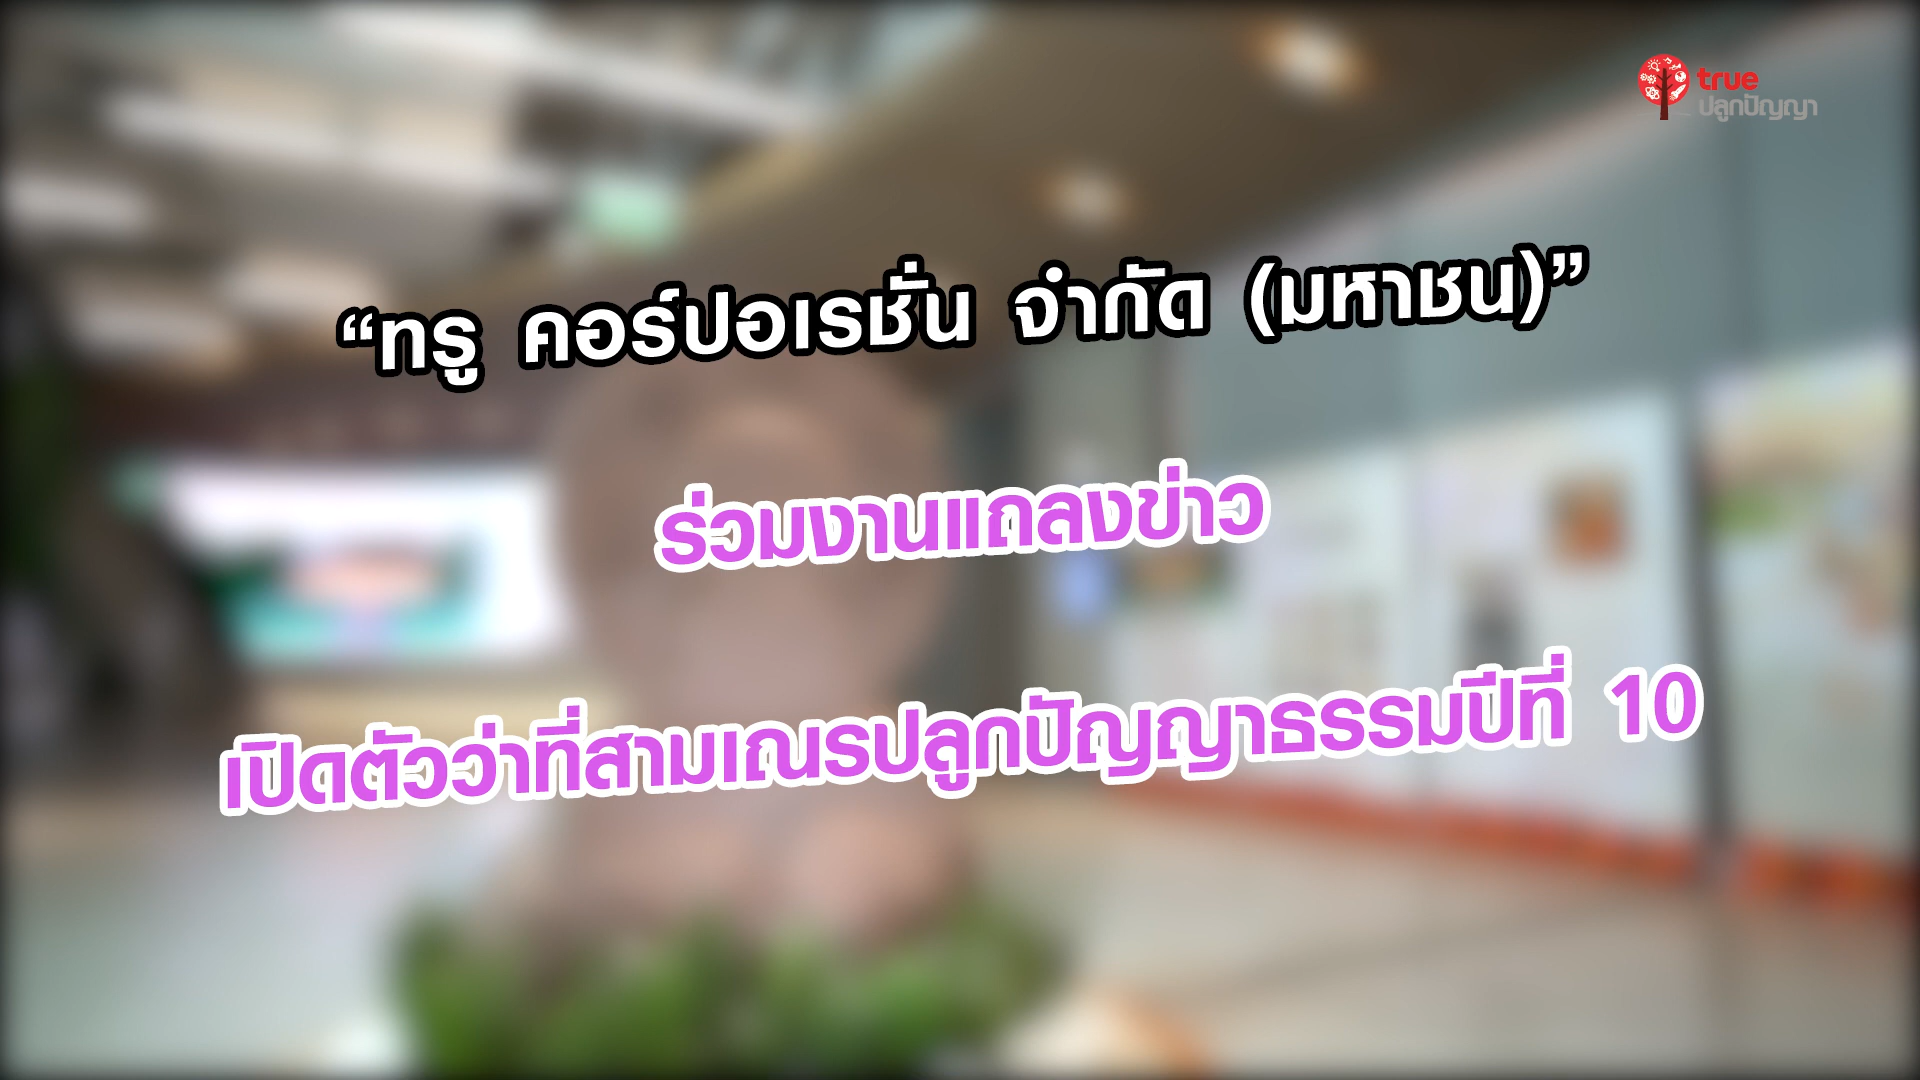 true
ปลูกปัญญา
“ทรู คอร์ปอเรชั่น จำกัด (มหาชน)”
ร่วมงานแถลงข่าว
เปิดตัวว่าที่สามเณรปลูกปัญญาธรรมปีที่ 10